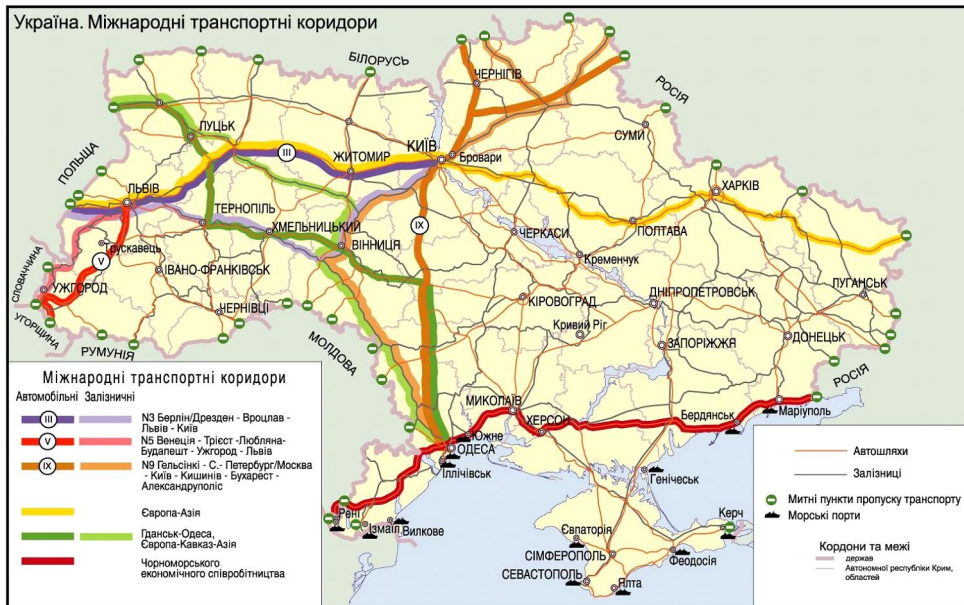 Україна. Міжнародні транспортні коридори
БІЛОРУСЬ
РОСІЯ
ПОЛЬЩА
СЛОВАЧЧИНА
УГОРЩИНА
РУМУНІЯ
МОЛДОВА
РОСІЯ
ЧЕРНІГІВ
ЛУЦЬК
СУМИ
КИЇВ
Бровари
III
ЖИТОМИР
ЛЬВІВ
ХАРКІВ
ТЕРНОПІЛЬ
ХМЕЛЬНИЦЬКИЙ
ПОЛТАВА
IX
ВІННИЦЯ
ЧЕРКАСИ
Трускавець
V
Кременчук
ІВАНО-ФРАНКІВСЬК
УЖГОРОД
ЛУГАНСЬК
КІРОВОГРАД
ДНІПРОПЕТРОВСЬК
ЧЕРНІВЦІ
Кривий Ріг
ДОНЕЦЬК
ЗАПОРІЖЖЯ
МИКОЛАЇВ
ХЕРСОН
Бердянськ
Маріуполь
Южне
ОДЕСА
Іллічівськ
Генічеськ
Рені
Ізмаїл
Вилкове
Керч
Євпаторія
СІМФЕРОПОЛЬ
Феодосія
СЕВАСТОПОЛЬ
Ялта
Міжнародні транспортні коридори
Автомобільні Залізничні
III N3 Берлін/Дрезден - Вроцлав -
Львів - Київ
V N5 Венеція - Трієст -Любляна-
Будапешт - Ужгород - Львів
IX N9 Гельсінкі - С.- Петербург/Москва
- Київ - Кишинів - Бухарест -
Александруполіс
Європа-Азія
Гданськ-Одеса,
Європа-Кавказ-Азія
Чорноморського
економічного співробітництва
Автошляхи
Залізниці
Митні пункти пропуску транспорту
Морські порти
Кордони та межі
держав
Автономної республіки Крим,
областей